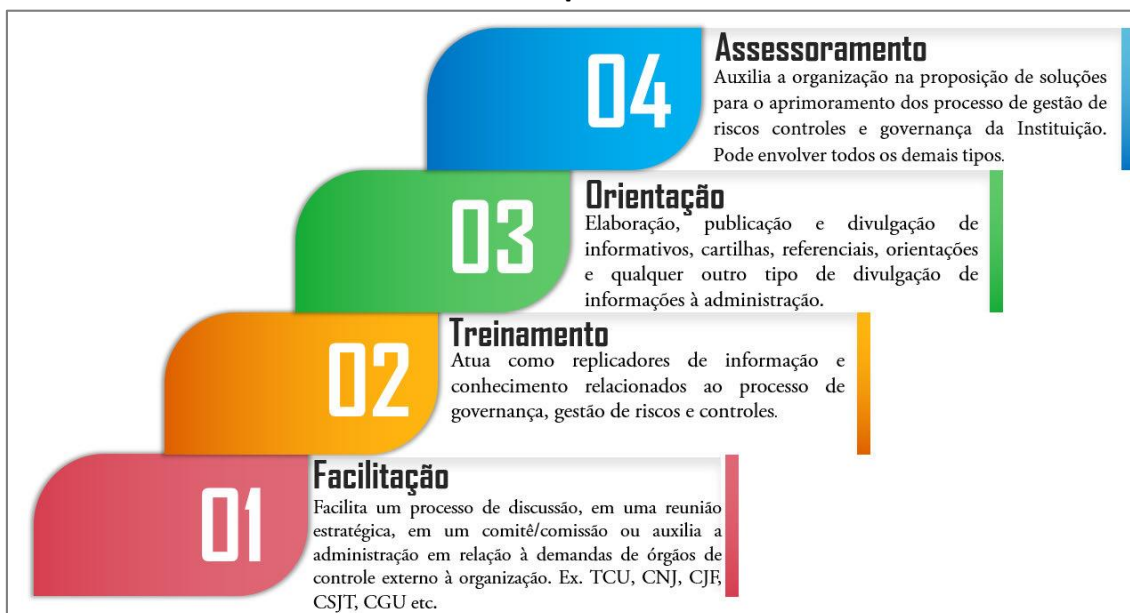 04
Assessoramento
Auxilia a organização na proposição de soluções
para o aprimoramento dos processo de gestão de
riscos controles e governança da Instituição.
Pode envolver todos os demais tipos.
03
Orientação
Elaboração, publicação e divulgação de
informativos, cartilhas, referenciais, orientações
e qualquer outro tipo de divulgação de
informações à administração.
02
Treinamento
Atua como replicadores de informação e
conhecimento relacionados ao processo de
governança, gestão de riscos e controles.
01
Facilitação
Facilita um processo de discussão, em uma reunião
estratégica, em um comitê/comissão ou auxilia a
administração em relação à demandas de órgãos de
controle externo à organização. Ex. TCU, CNJ, CJF,
CSJT, CGU etc.